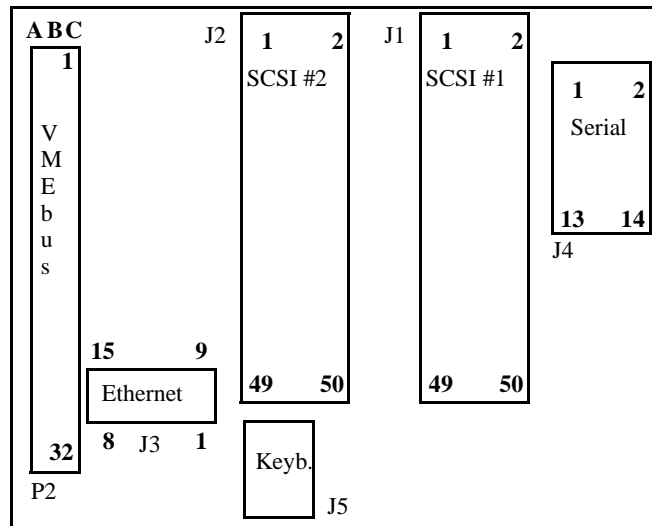 A B C
J2
1 2
J1
1 2
1
SCSI #2
SCSI #1
1 2
Serial
VMEbus
13 14
J4
15 9
Ethernet
49 50
49 50
8 J3 1
32
Keyb.
P2
J5